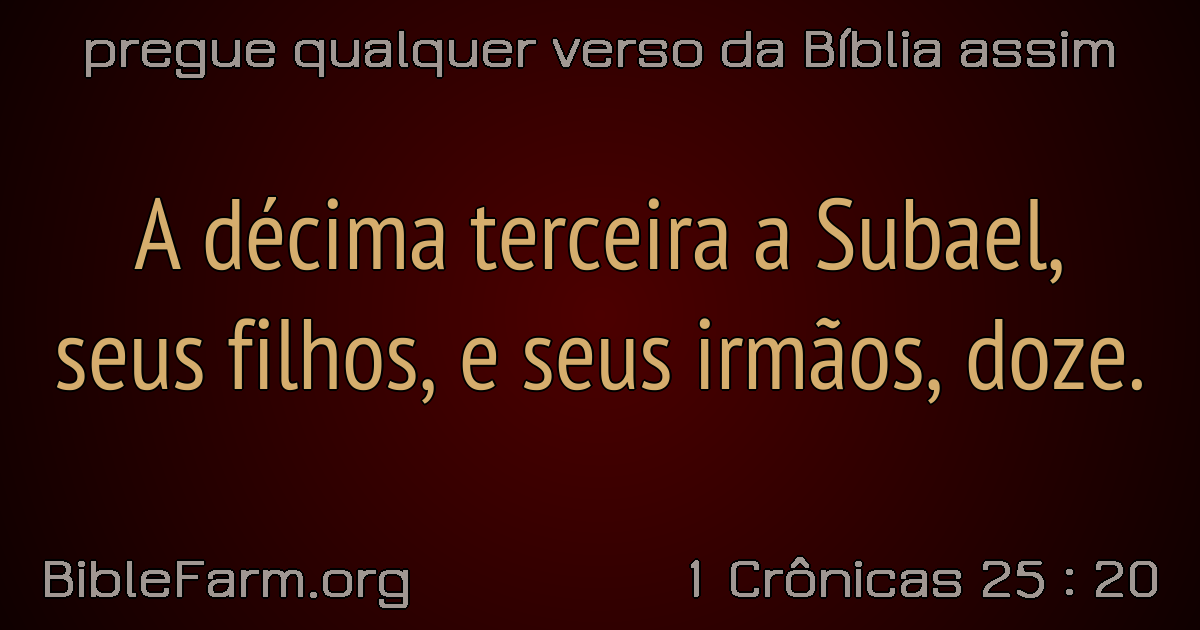 pregue qualquer verso da Bíblia assim
A décima terceira a Subael,
seus filhos, e seus irmãos, doze.
BibleFarm.org
1 Crônicas 25 : 20